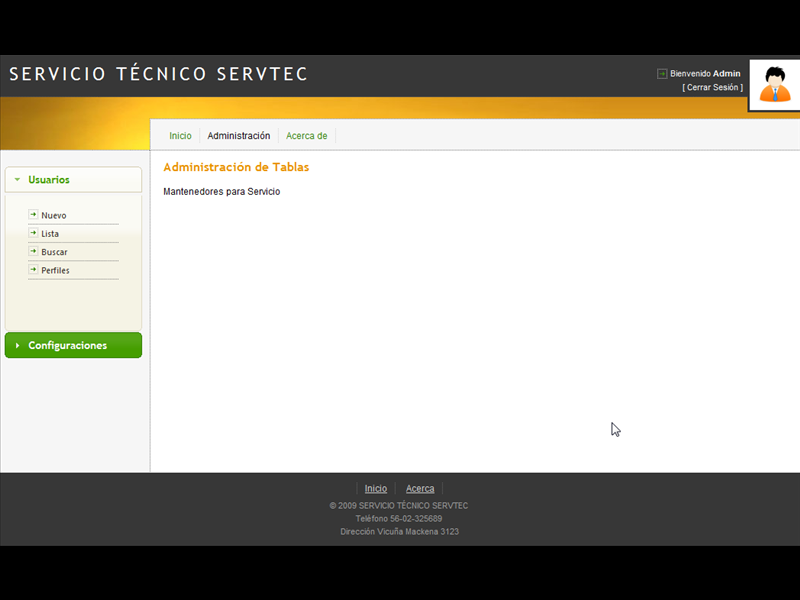 SERVICIO TÉCNICO SERVTEC
Bienvenido Admin
[ Cerrar Sesión ]
Inicio
Administración
Acerca de
Usuarios
Nuevo
Lista
Buscar
Perfiles
Configuraciones
Administración de Tablas
Mantenedores para Servicio
Inicio
Acerca
© 2009 SERVICIO TÉCNICO SERVTEC
Teléfono 56-02-325689
Dirección Vicuña Mackena 3123